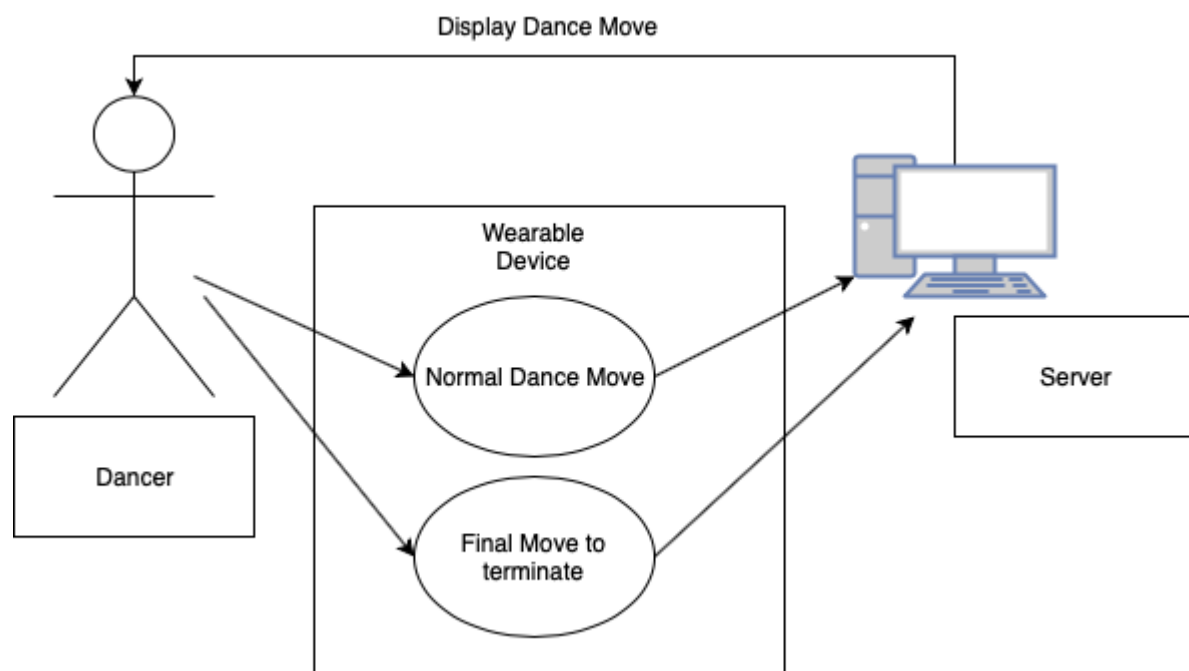 Display Dance Move
Wearable
Device
Normal Dance Move
Server
Dancer
Final Move to
terminate